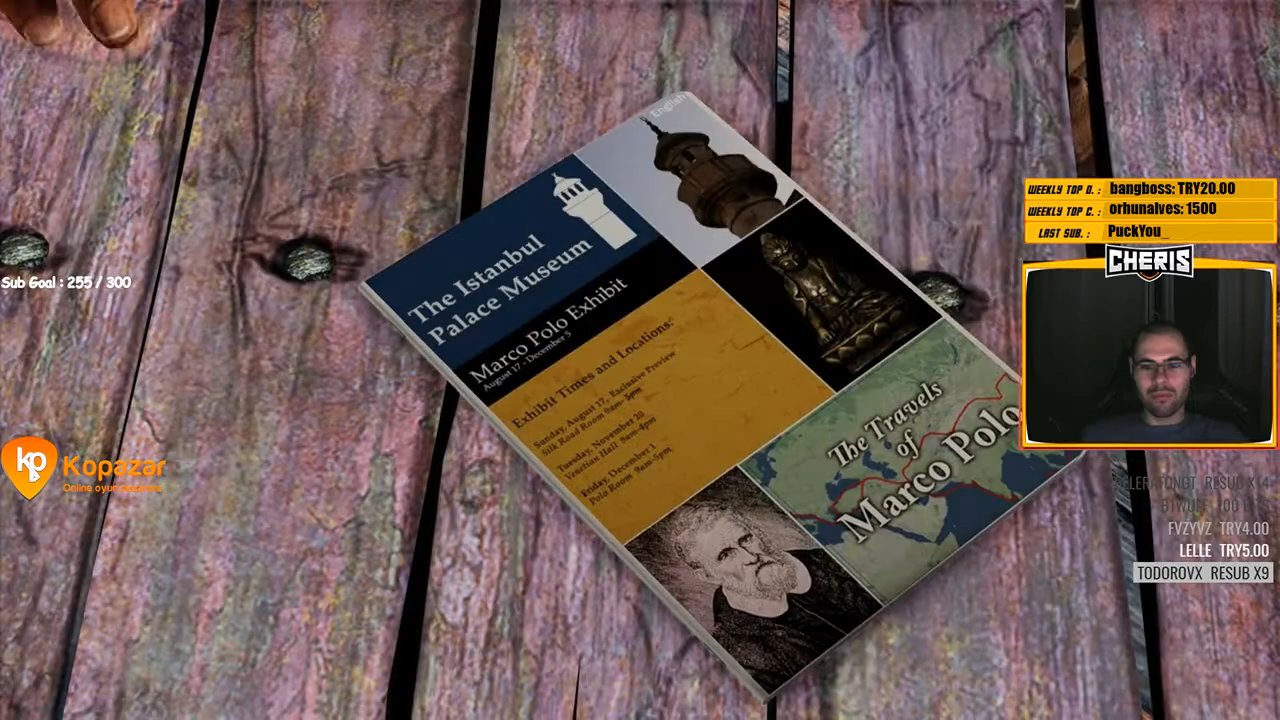 English
The Istanbul
Palace Museum
Marco Polo Exhibit
August 17 - December 5
Exhibit Times and Locations:
Sunday, August 17, Exclusive Preview
Silk Road Room 9am-5pm
Tuesday, November 20
Venetian Hall 9am-4pm
Friday, December 1
Polo Room 9am-5pm
The Travels
of
Marco Polo
Sub Goal : 255 / 300
Kopazar
WEEKLY TOP D. : bangboss: TRY20.00
WEEKLY TOP C. : orhunalves: 1500
LAST SUB. : PuckYou_
CHERIS
RESUB X14
FVZYVZ TRY4.00
LELLE TRY5.00
TODOROVX RESUB X9